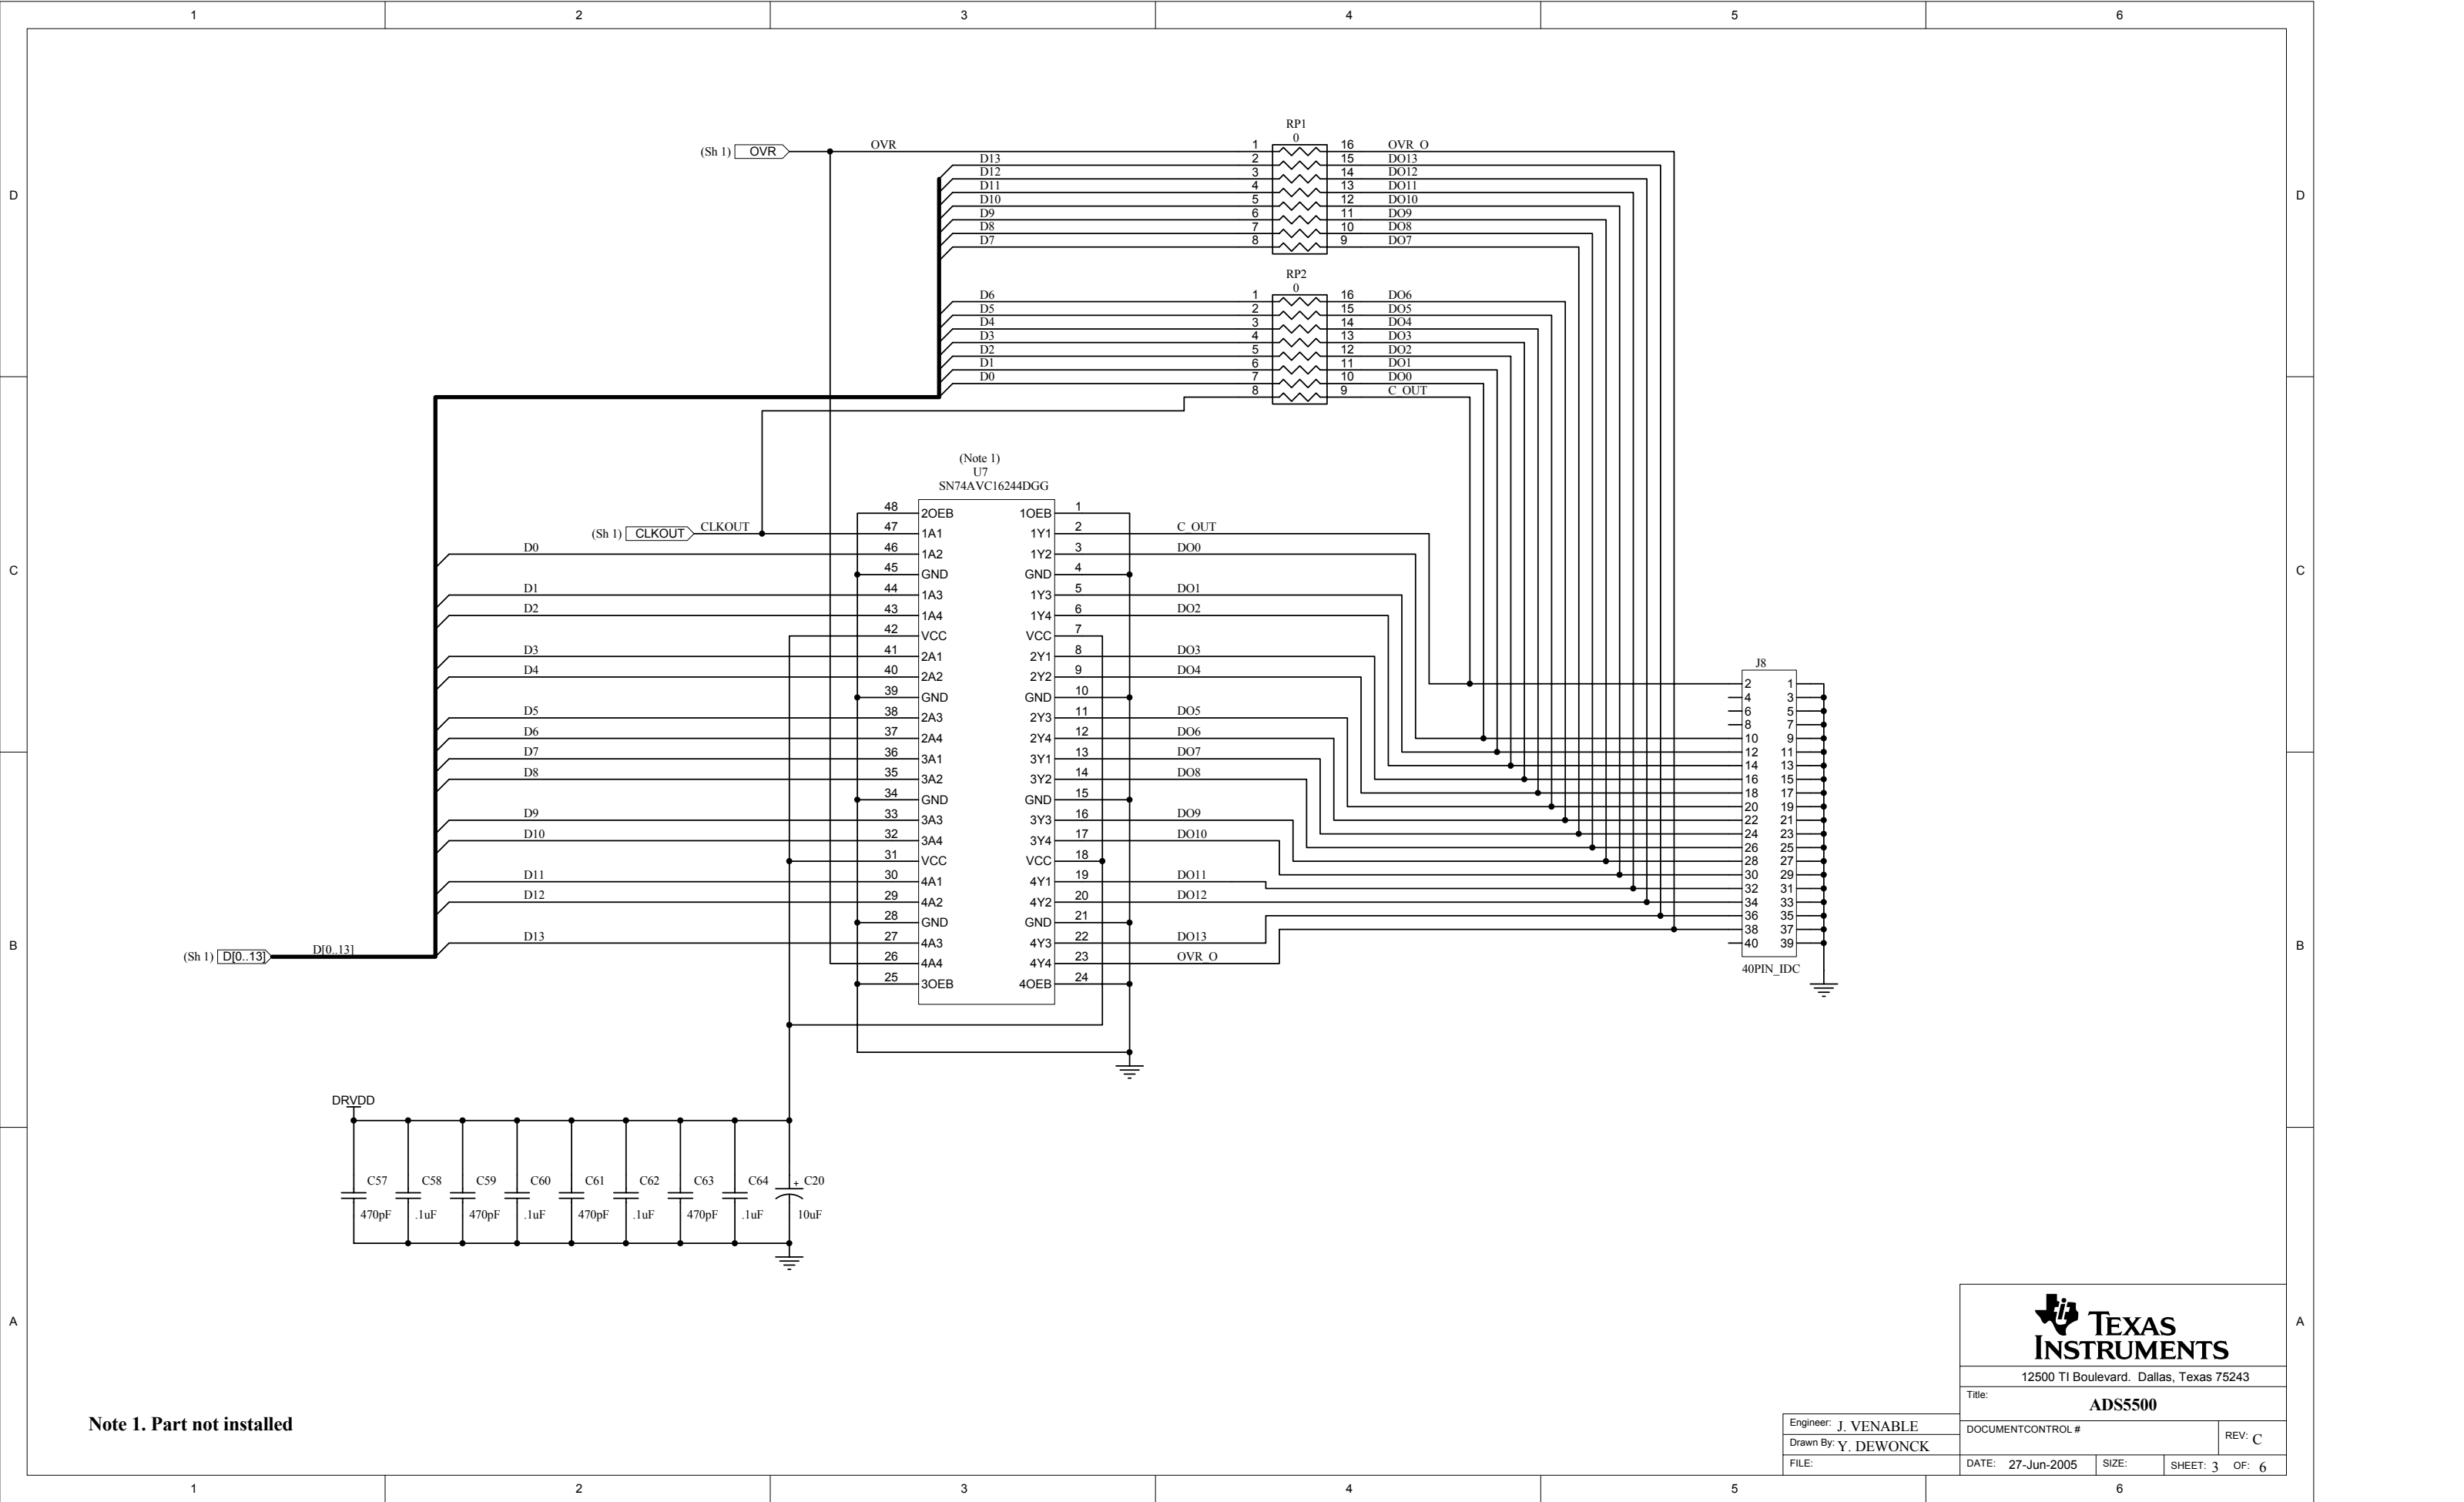 1 2 3 4 5 6
D
C
B
A
D
C
B
A
1 2 3 4 5 6
(Sh 1) OVR
OVR
RP1
0
1 16 OVR_O
D13 2 15 DO13
D12 3 14 DO12
D11 4 13 DO11
D10 5 12 DO10
D9 6 11 DO9
D8 7 10 DO8
D7 8 9 DO7
RP2
0
D6 1 16 DO6
D5 2 15 DO5
D4 3 14 DO4
D3 4 13 DO3
D2 5 12 DO2
D1 6 11 DO1
D0 7 10 DO0
8 9 C_OUT
(Note 1)
U7
SN74AVC16244DGG
48 2OEB 1OEB 1
(Sh 1) CLKOUT CLKOUT 47 1A1 1Y1 2 C_OUT
D0 46 1A2 1Y2 3 DO0
45 GND GND 4
D1 44 1A3 1Y3 5 DO1
D2 43 1A4 1Y4 6 DO2
42 VCC VCC 7
D3 41 2A1 2Y1 8 DO3
D4 40 2A2 2Y2 9 DO4
39 GND GND 10
D5 38 2A3 2Y3 11 DO5
D6 37 2A4 2Y4 12 DO6
D7 36 3A1 3Y1 13 DO7
D8 35 3A2 3Y2 14 DO8
34 GND GND 15
D9 33 3A3 3Y3 16 DO9
D10 32 3A4 3Y4 17 DO10
31 VCC VCC 18
D11 30 4A1 4Y1 19 DO11
D12 29 4A2 4Y2 20 DO12
28 GND GND 21
D13 27 4A3 4Y3 22 DO13
26 4A4 4Y4 23 OVR_O
25 3OEB 4OEB 24
(Sh 1) D[0..13] D[0..13]
J8
2 1
4 3
6 5
8 7
10 9
12 11
14 13
16 15
18 17
20 19
22 21
24 23
26 25
28 27
30 29
32 31
34 33
36 35
38 37
40 39
40PIN_IDC
DRVDD
C57 C58 C59 C60 C61 C62 C63 C64 + C20
470pF .1uF 470pF .1uF 470pF .1uF 470pF .1uF 10uF
Note 1. Part not installed
TEXAS
INSTRUMENTS
12500 TI Boulevard. Dallas, Texas 75243
Title:
ADS5500
Engineer: J. VENABLE
Drawn By: Y. DEWONCK
FILE:
DOCUMENTCONTROL #
REV: C
DATE: 27-Jun-2005 SIZE: SHEET: 3 OF: 6